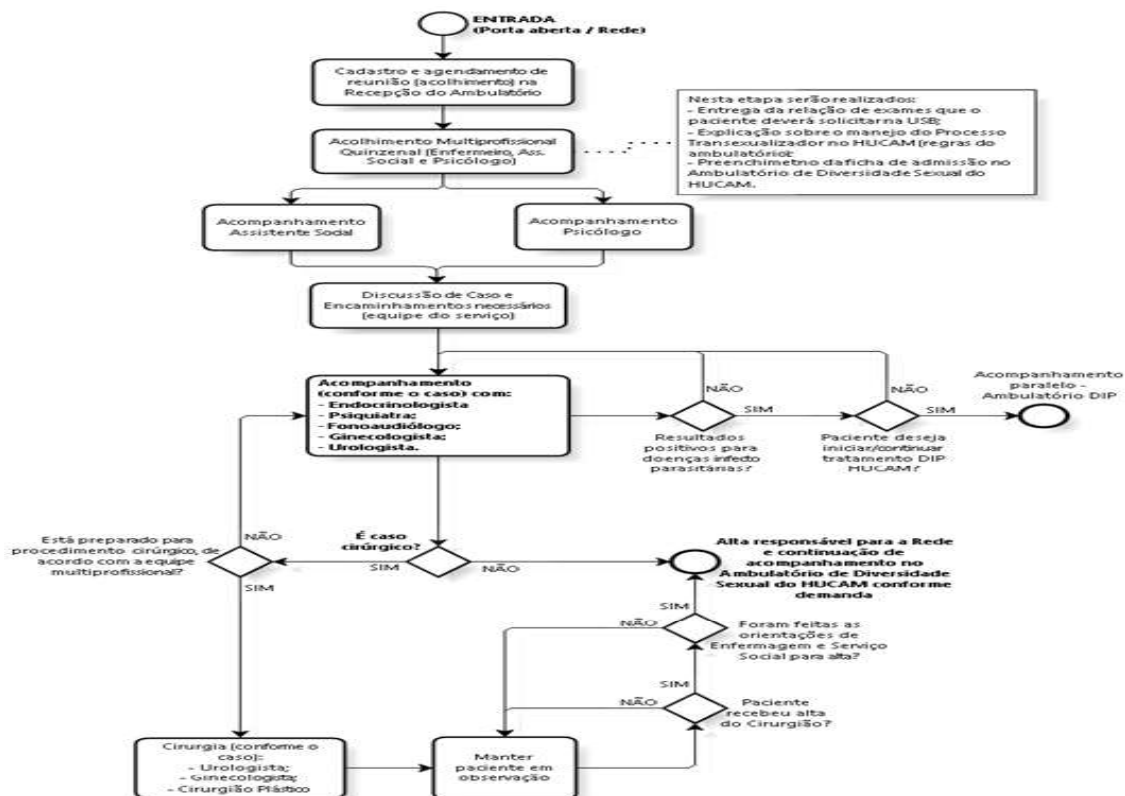 ENTRADA
(Porta aberta / Rede)
Cadastro e agendamento de
reunião (acolhimento) na
Recepção do Ambulatório
Nesta etapa serão realizados:
- Entrega da relação de exames que o
paciente deverá solicitar na USB;
- Explicação sobre o manejo do Processo
Transexualizador no HUCAM (regras do
ambulatório);
- Preenchimetno da ficha de admissão no
Ambulatório de Diversidade Sexual do
HUCAM.
Acolhimento Multiprofissional
Quinzenal (Enfermeiro, Ass.
Social e Psicólogo)
Acompanhamento
Assistente Social
Acompanhamento
Psicólogo
Discussão de Caso e
Encaminhamentos necessários
(equipe do serviço)
Acompanhamento
(conforme o caso) com:
- Endocrinologista
- Psiquiatra;
- Fonoaudiólogo;
- Ginecologista;
- Urologista.
NÃO
SIM
Resultados
positivos para
doenças infecto
parasitárias?
NÃO
SIM
Paciente deseja
iniciar/continuar
tratamento DIP
HUCAM?
Acompanhamento
paralelo -
Ambulatório DIP
Está preparado para
procedimento cirúrgico, de
acordo com a equipe
multiprofissional?
NÃO
SIM
É caso
cirúrgico?
SIM
NÃO
Alta responsável para a Rede
e continuação de
acompanhamento no
Ambulatório de Diversidade
Sexual do HUCAM conforme
demanda
SIM
NÃO
Foram feitas as
orientações de
Enfermagem e Serviço
Social para alta?
SIM
NÃO
Paciente
recebeu alta
do Cirurgião?
Cirurgia (conforme o
caso):
- Urologista;
- Ginecologista;
- Cirurgião Plástico
Manter
paciente em
observação